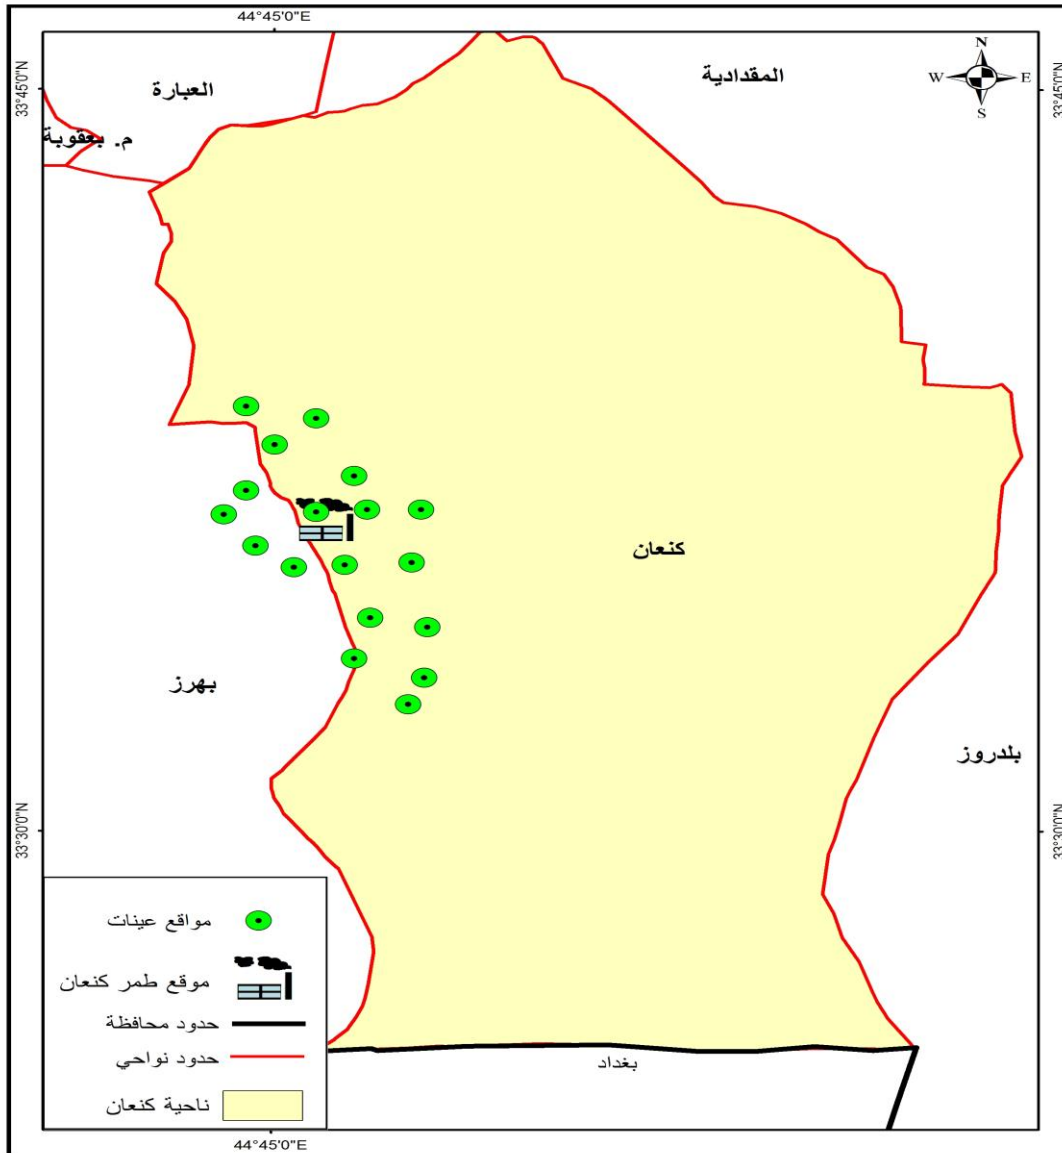 44°45'0"E
N
W
E
S
33°45'0"N
33°45'0"N
المقدادية
العبارة
م. بعقوبة
كنعان
بهرز
بلدروز
33°30'0"N
33°30'0"N
مواقع عينات
موقع طمر كنعان
حدود محافظة
حدود نواحي
ناحية كنعان
بغداد
44°45'0"E